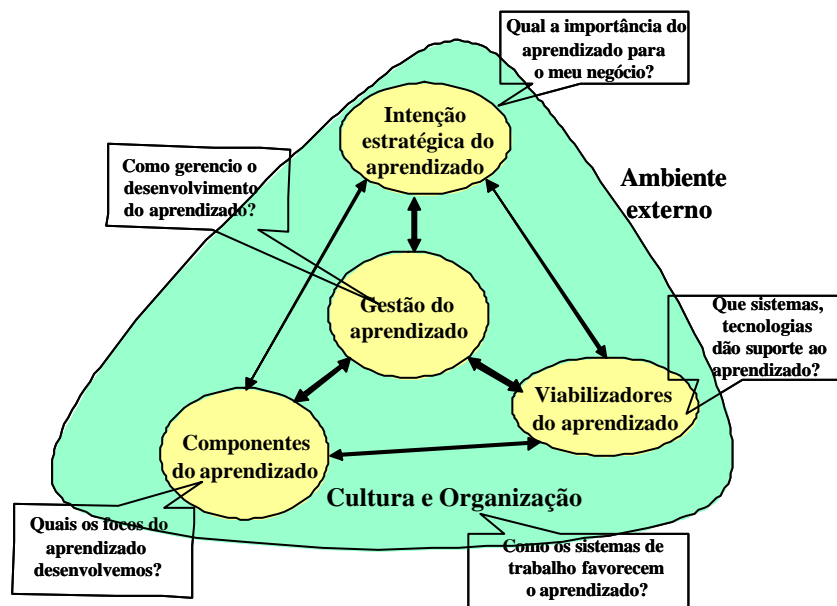 Qual a importância do
aprendizado para
o meu negócio?
Intenção
estratégica do
aprendizado
Como gerencio o
desenvolvimento
do aprendizado?
Ambiente
externo
Gestão do
aprendizado
Que sistemas,
tecnologias
dão suporte ao
aprendizado?
Viabilizadores
do aprendizado
Componentes
do aprendizado
Cultura e Organização
Quais os focos do
aprendizado
desenvolvemos?
Como os sistemas de
trabalho favorecem
o aprendizado?